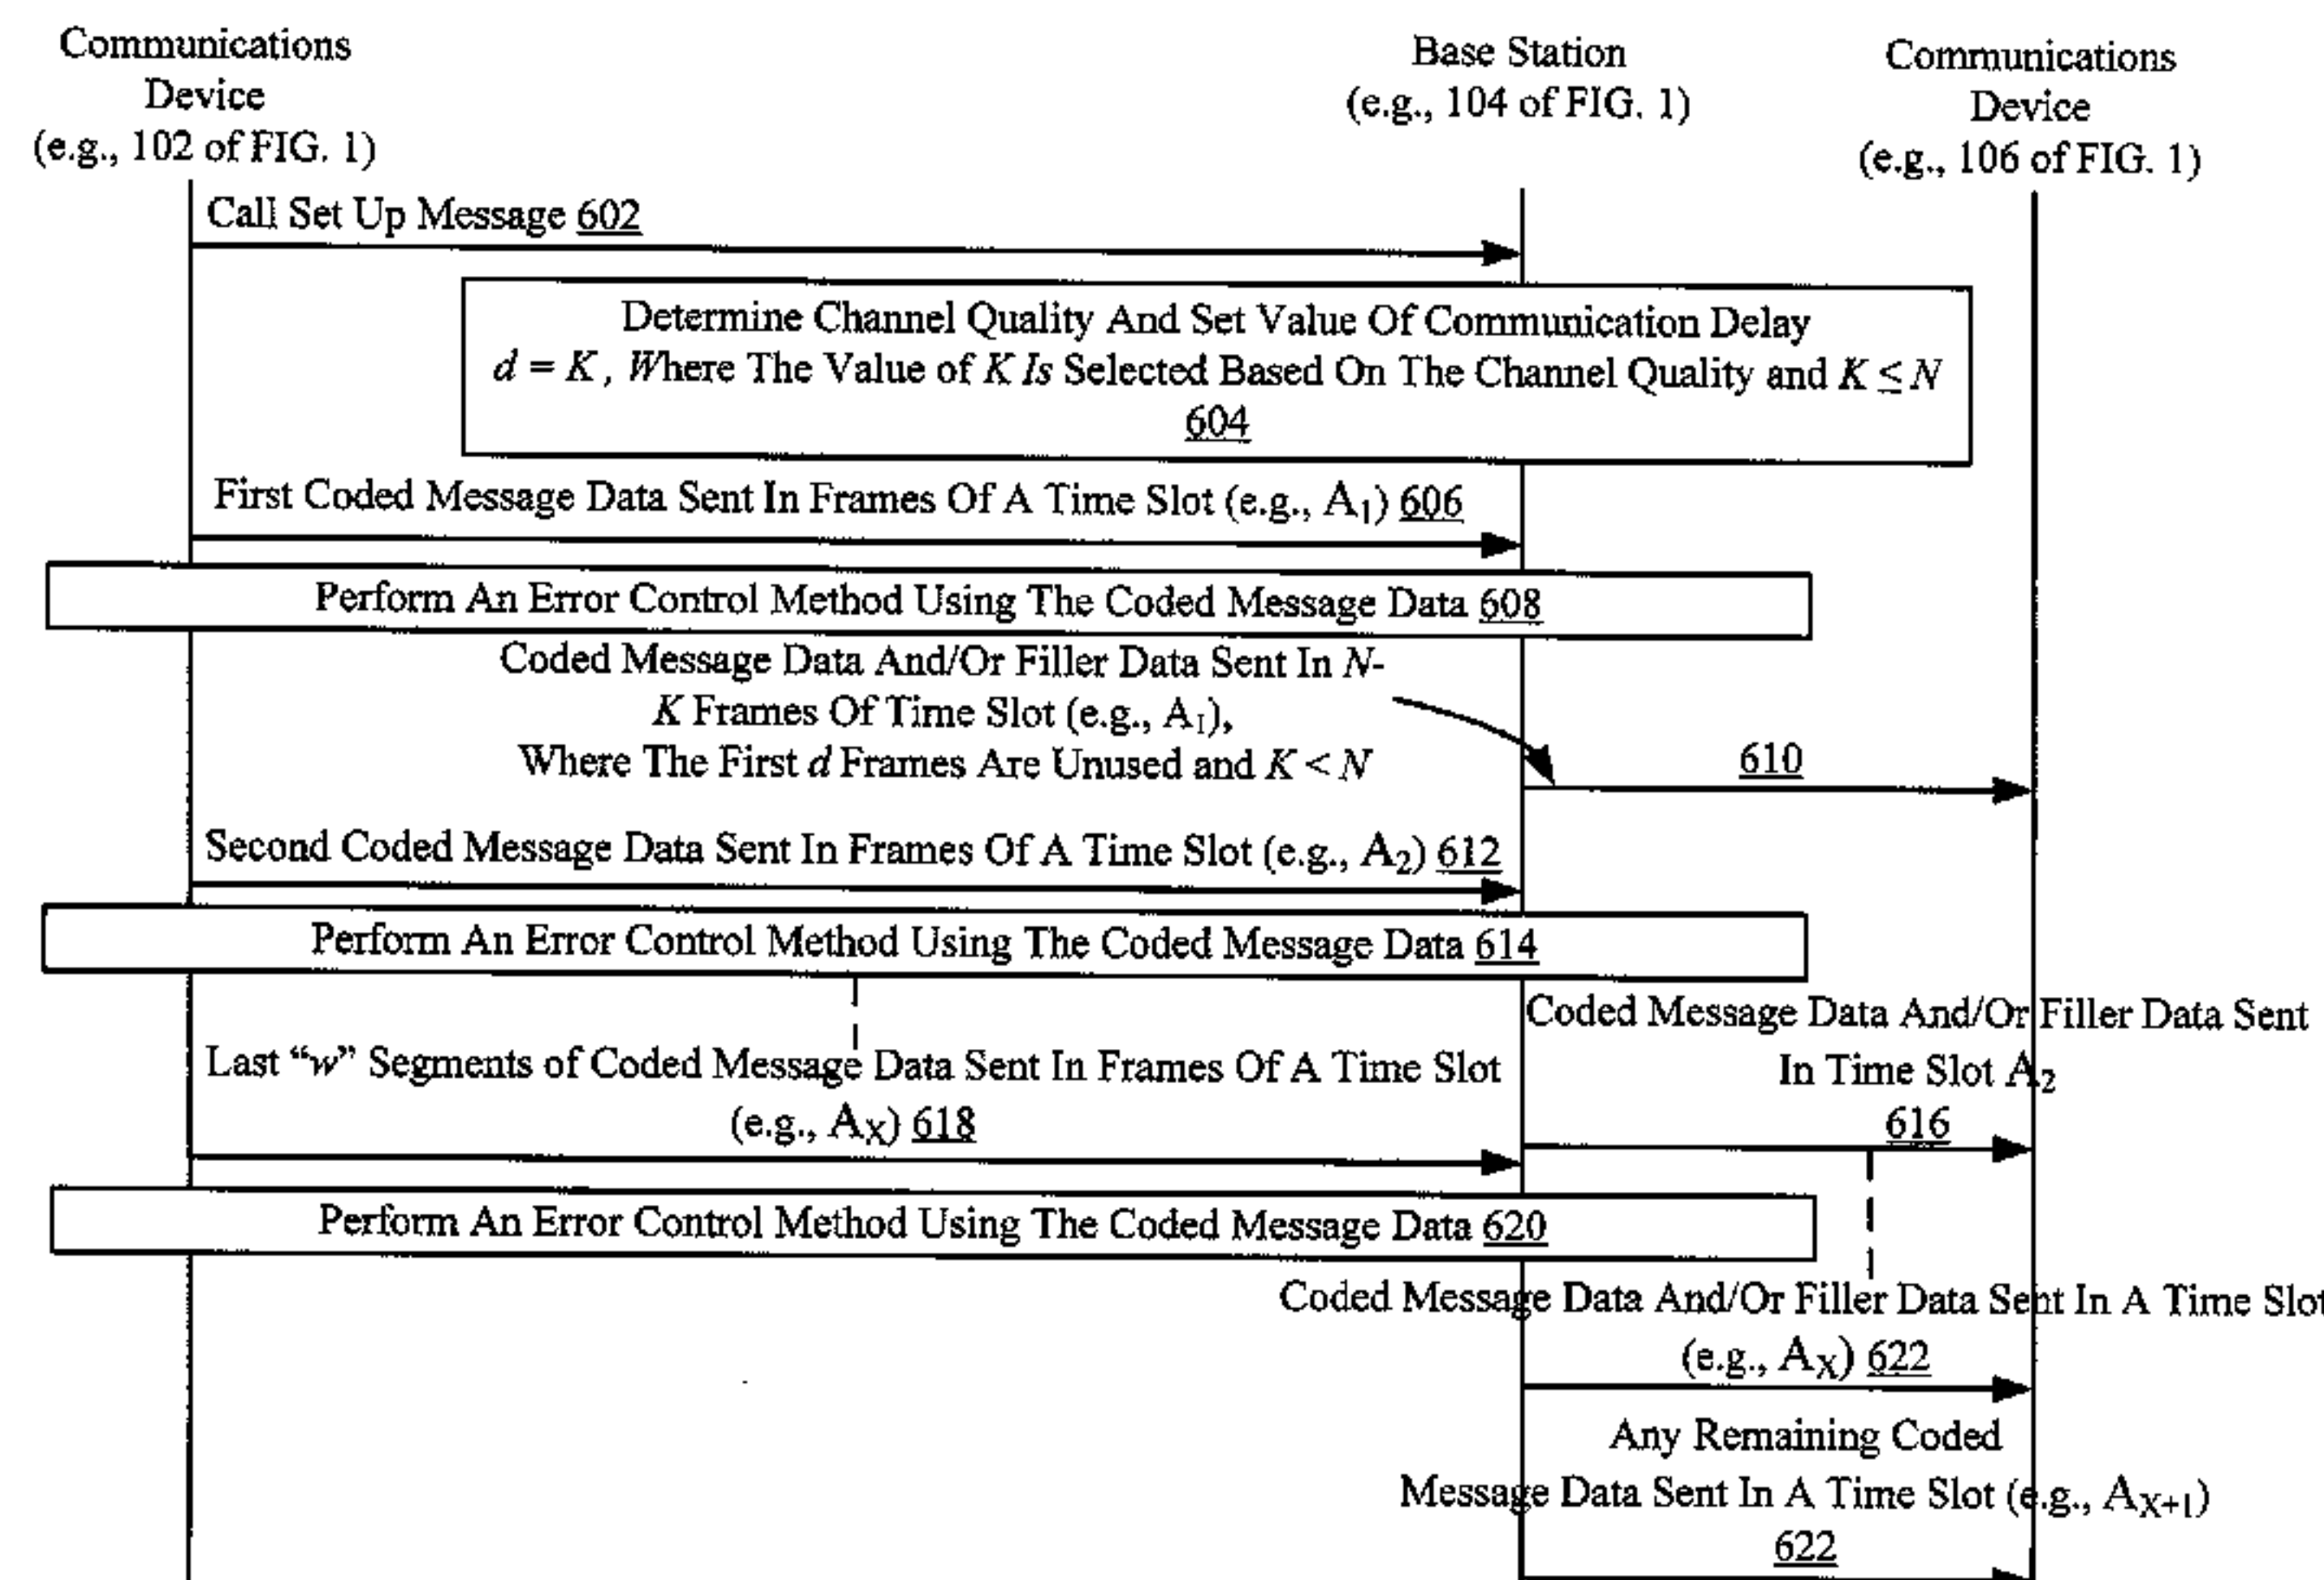 Communications
Device
(e.g., 102 of FIG. 1)
Base Station
(e.g., 104 of FIG. 1)
Communications
Device
(e.g., 106 of FIG. 1)
Call Set Up Message 602
Determine Channel Quality And Set Value Of Communication Delay
d = K, Where The Value of K Is Selected Based On The Channel Quality and K ≤ N
604
First Coded Message Data Sent In Frames Of A Time Slot (e.g., A₁) 606
Perform An Error Control Method Using The Coded Message Data 608
Coded Message Data And/Or Filler Data Sent In N-
K Frames Of Time Slot (e.g., A₁),
Where The First d Frames Are Unused and K < N
610
Second Coded Message Data Sent In Frames Of A Time Slot (e.g., A₂) 612
Perform An Error Control Method Using The Coded Message Data 614
Coded Message Data And/Or Filler Data Sent
In Time Slot A₂
616
Last “w” Segments of Coded Message Data Sent In Frames Of A Time Slot
(e.g., Aₓ) 618
Perform An Error Control Method Using The Coded Message Data 620
Coded Message Data And/Or Filler Data Sent In A Time Slot
(e.g., Aₓ) 622
Any Remaining Coded
Message Data Sent In A Time Slot (e.g., Aₓ₊₁)
622